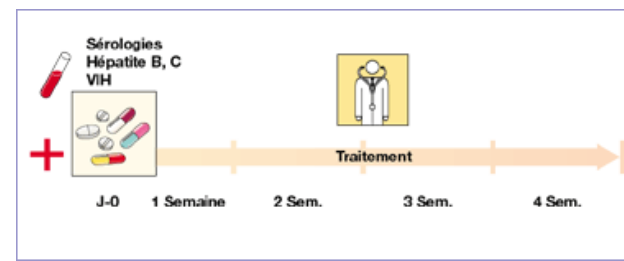 Sérologies
Hépatite B, C
VIH
Traitement
J-0 1 Semaine 2 Sem. 3 Sem. 4 Sem.